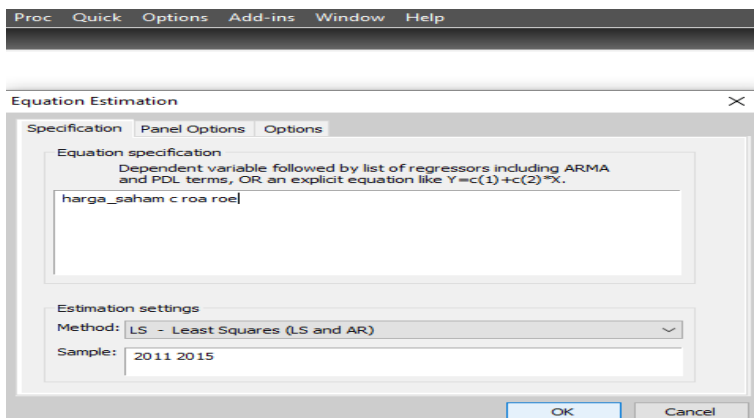 Proc Quick Options Add-ins Window Help
Equation Estimation
Specification Panel Options Options
Equation specification
Dependent variable followed by list of regressors including ARMA
and PDL terms, OR an explicit equation like Y=c(1)+c(2)*X.
harga_saham c roa roe
Estimation settings
Method: LS - Least Squares (LS and AR)
Sample: 2011 2015
OK Cancel